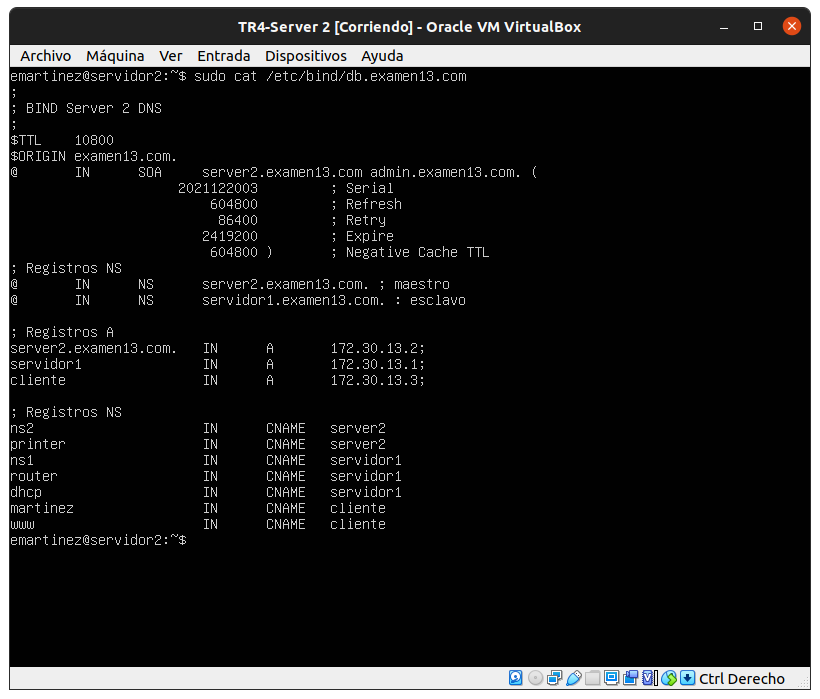 TR4-Server 2 [Corriendo] - Oracle VM VirtualBox
Archivo Máquina Ver Entrada Dispositivos Ayuda
emartinez@servidor2:~$ sudo cat /etc/bind/db.examen13.com
;
; BIND Server 2 DNS
;
$TTL 10800
$ORIGIN examen13.com.
@ IN SOA server2.examen13.com admin.examen13.com. (
2021122003 ; Serial
604800 ; Refresh
86400 ; Retry
2419200 ; Expire
604800 ) ; Negative Cache TTL
; Registros NS
@ IN NS server2.examen13.com. ; maestro
@ IN NS servidor1.examen13.com. : esclavo
; Registros A
server2.examen13.com. IN A 172.30.13.2;
servidor1 IN A 172.30.13.1;
cliente IN A 172.30.13.3;
; Registros NS
ns2 IN CNAME server2
printer IN CNAME server2
ns1 IN CNAME servidor1
router IN CNAME servidor1
dhcp IN CNAME servidor1
martinez IN CNAME cliente
www IN CNAME cliente
emartinez@servidor2:~$
Ctrl Derecho